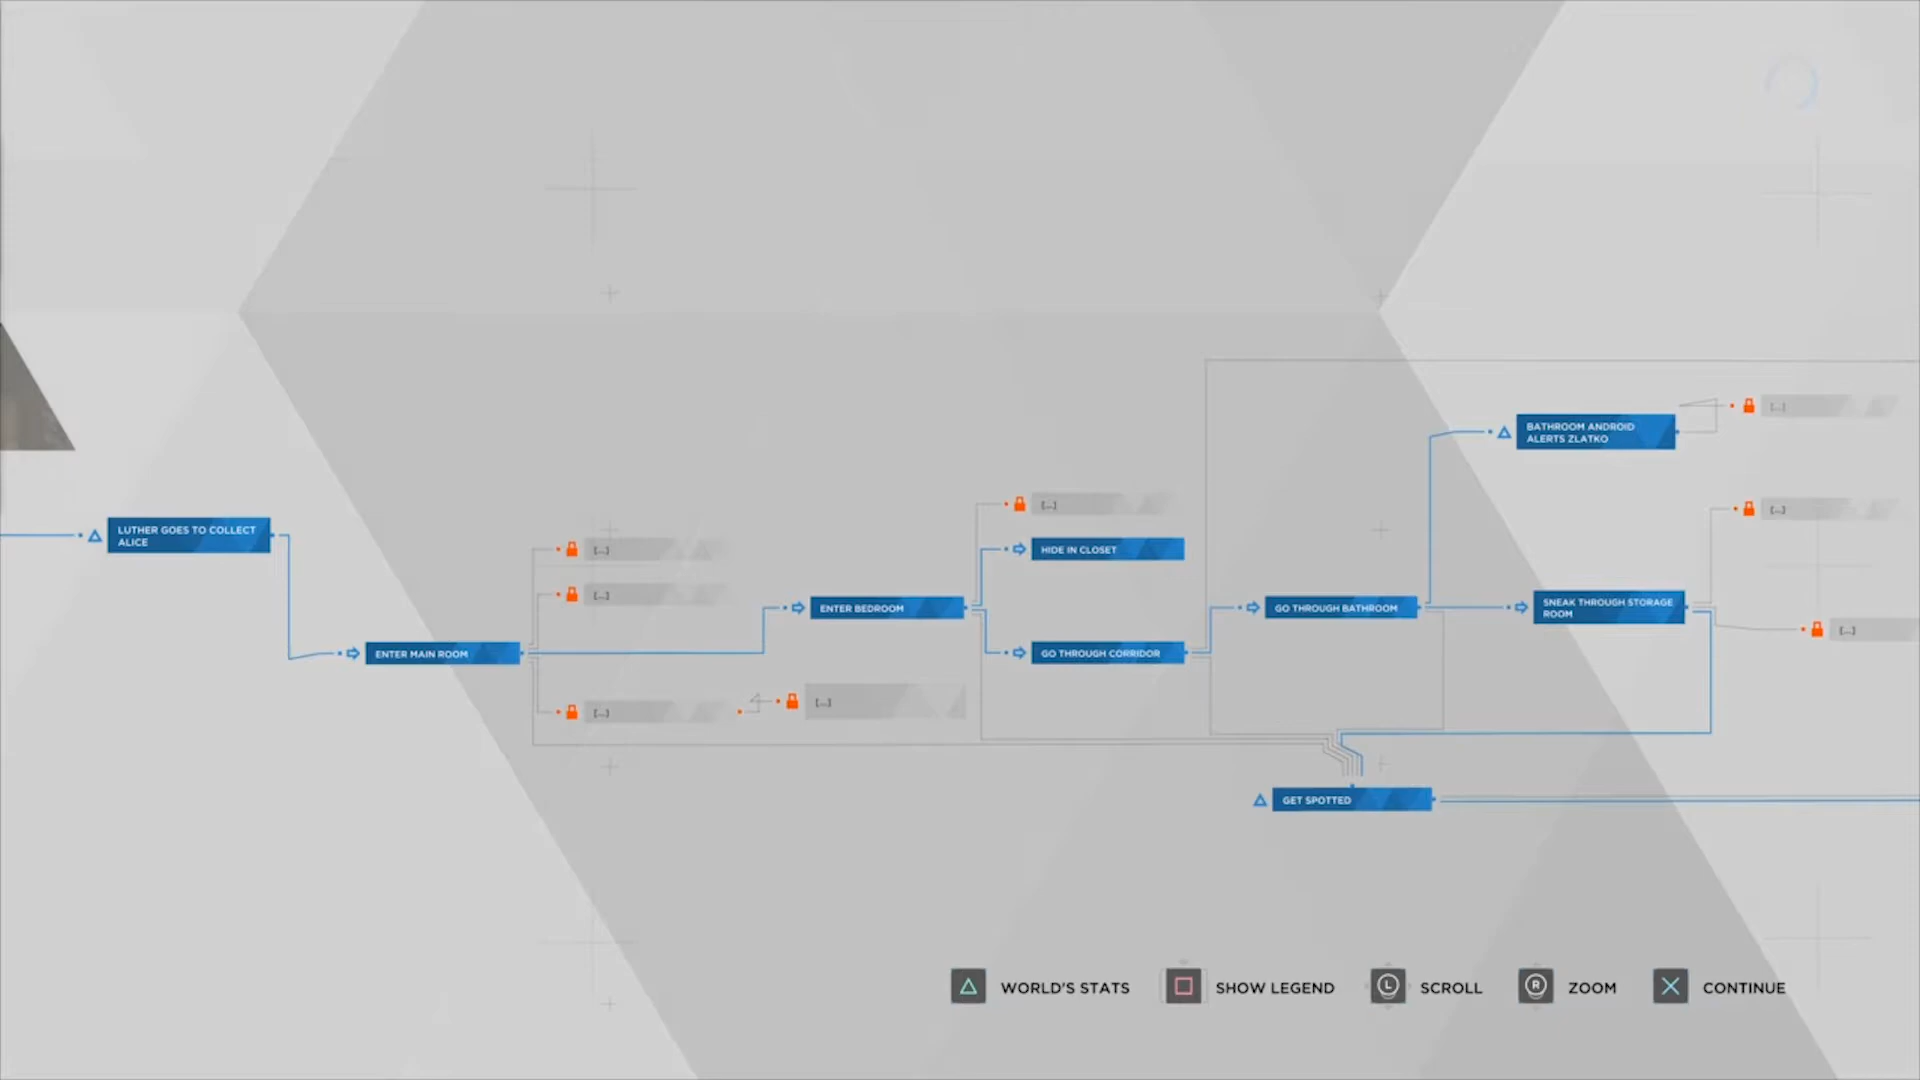 [...]
BATHROOM ANDROID
ALERTS ZLATKO
[...]
[...]
LUTHER GOES TO COLLECT
ALICE
[...]
HIDE IN CLOSET
[...]
ENTER BEDROOM
GO THROUGH BATHROOM
SNEAK THROUGH STORAGE
ROOM
[...]
ENTER MAIN ROOM
GO THROUGH CORRIDOR
[...]
[...]
GET SPOTTED
WORLD'S STATS
SHOW LEGEND
L
SCROLL
R
ZOOM
CONTINUE